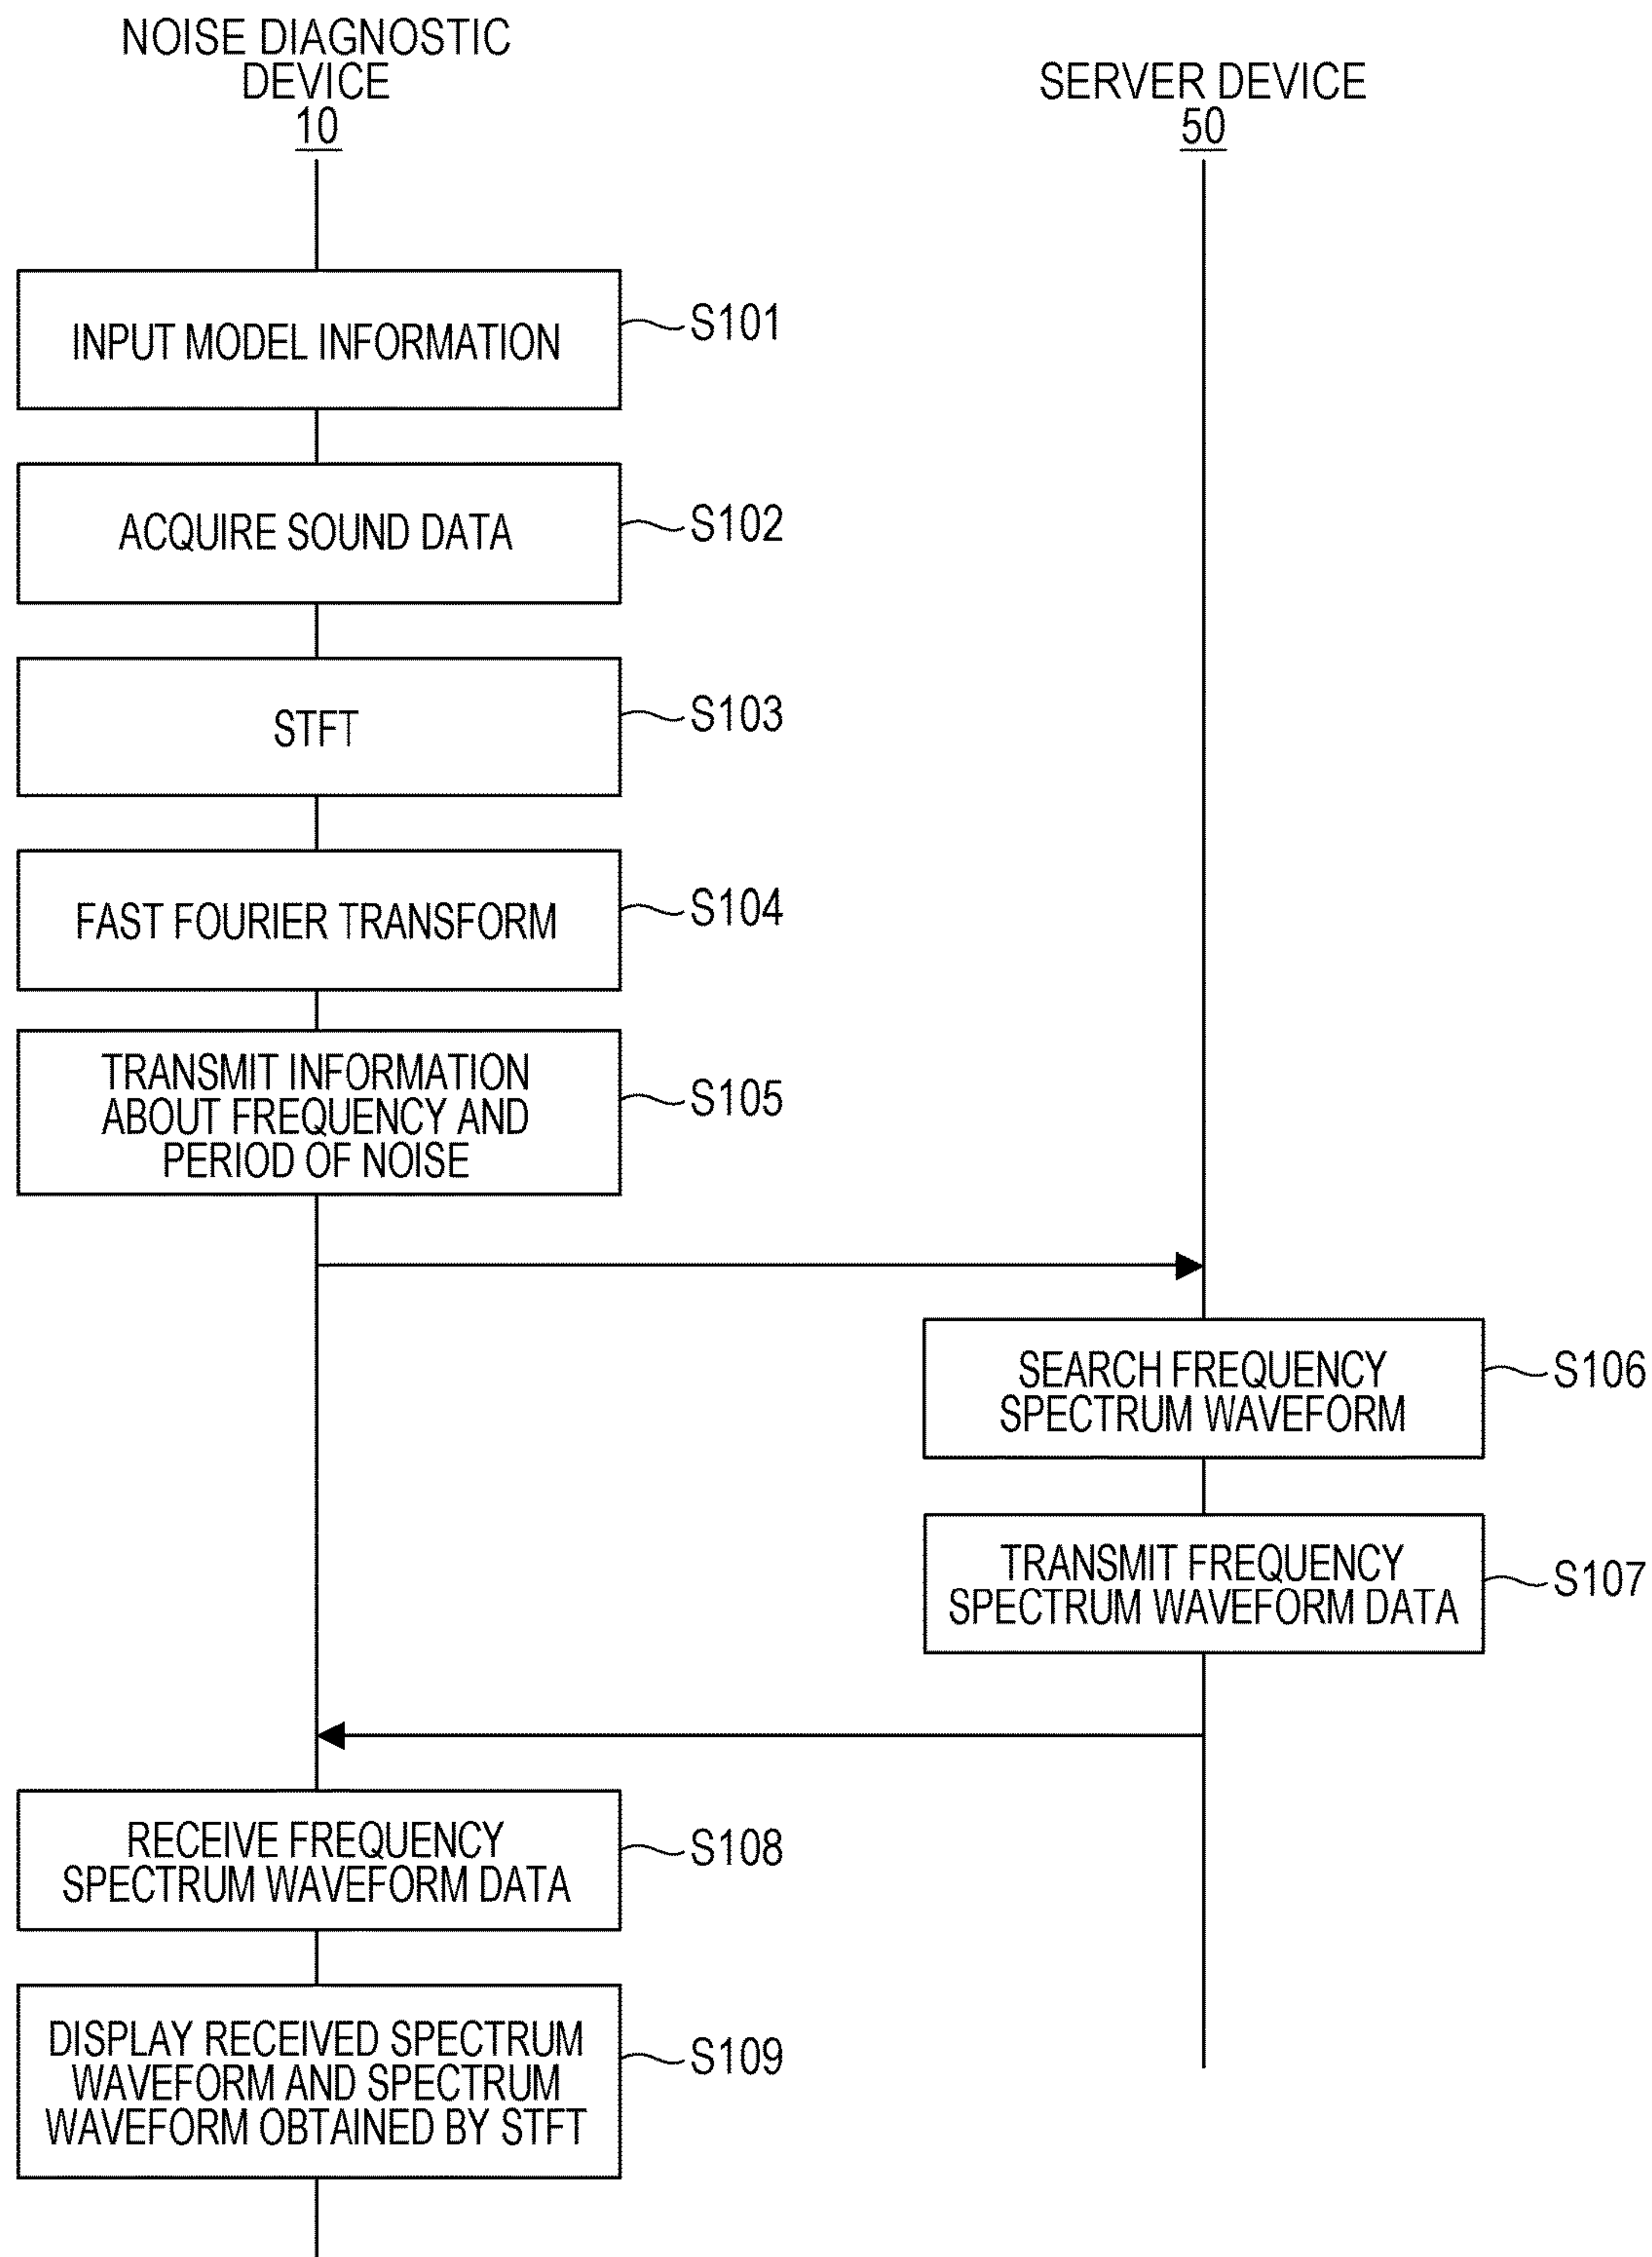 NOISE DIAGNOSTIC
DEVICE
10
SERVER DEVICE
50
INPUT MODEL INFORMATION
S101
ACQUIRE SOUND DATA
S102
STFT
S103
FAST FOURIER TRANSFORM
S104
TRANSMIT INFORMATION
ABOUT FREQUENCY AND
PERIOD OF NOISE
S105
SEARCH FREQUENCY
SPECTRUM WAVEFORM
S106
TRANSMIT FREQUENCY
SPECTRUM WAVEFORM DATA
S107
RECEIVE FREQUENCY
SPECTRUM WAVEFORM DATA
S108
DISPLAY RECEIVED SPECTRUM
WAVEFORM AND SPECTRUM
WAVEFORM OBTAINED BY STFT
S109